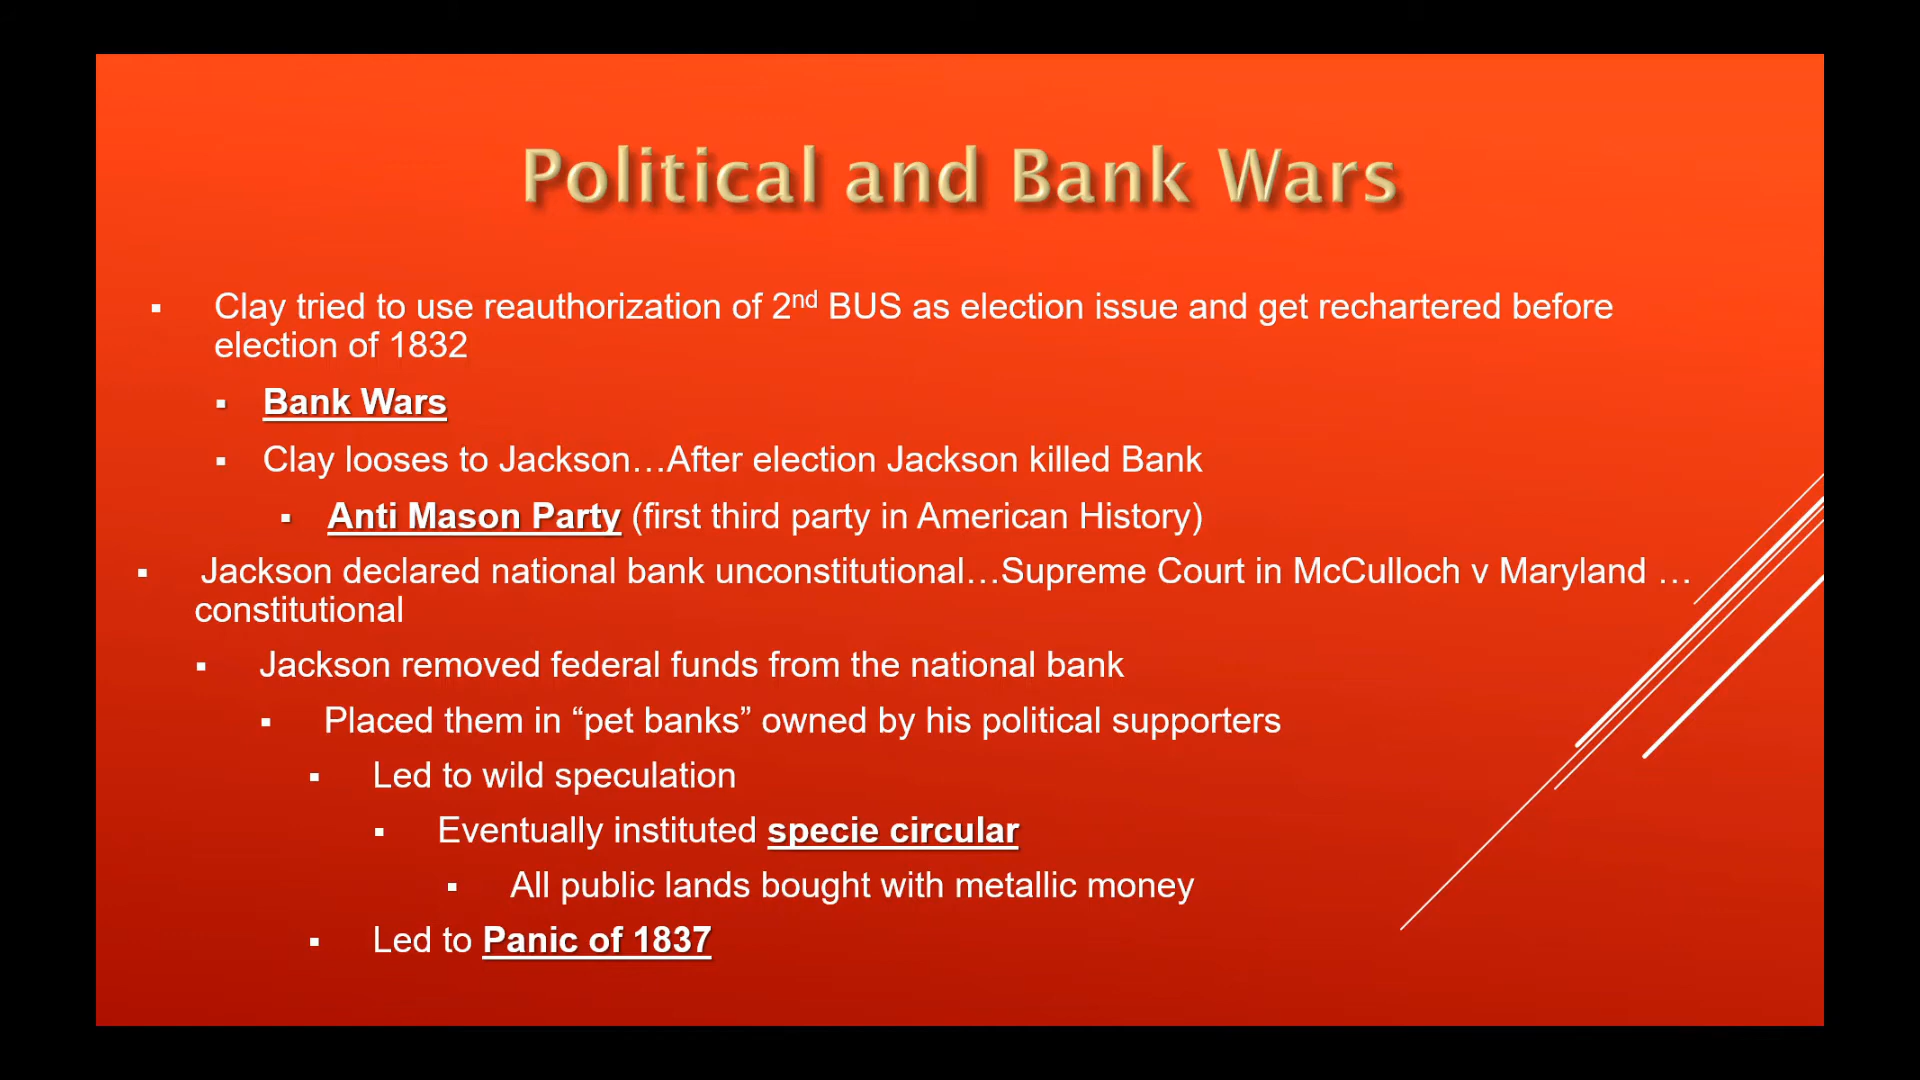 Political and Bank Wars
▪ Clay tried to use reauthorization of 2nd BUS as election issue and get rechartered before
election of 1832
▪ Bank Wars
▪ Clay looses to Jackson…After election Jackson killed Bank
▪ Anti Mason Party (first third party in American History)
▪ Jackson declared national bank unconstitutional…Supreme Court in McCulloch v Maryland …
constitutional
▪ Jackson removed federal funds from the national bank
▪ Placed them in “pet banks” owned by his political supporters
▪ Led to wild speculation
▪ Eventually instituted specie circular
▪ All public lands bought with metallic money
▪ Led to Panic of 1837